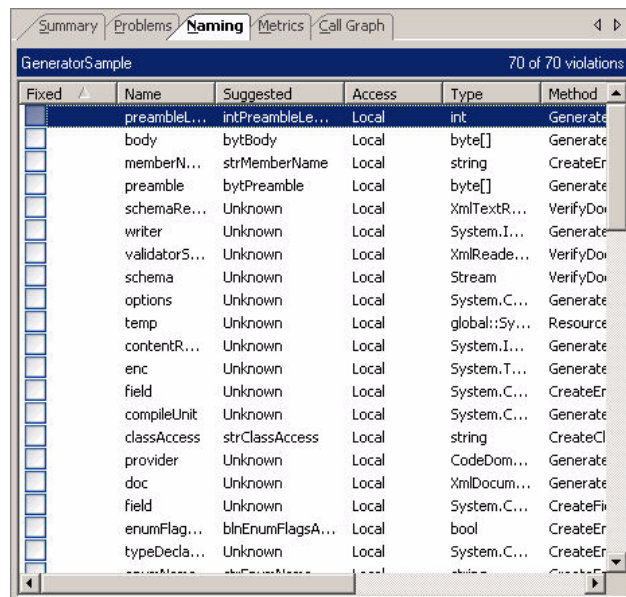 Summary Problems Naming Metrics Call Graph
GeneratorSample 70 of 70 violations
Fixed Name Suggested Access Type Method
preambleL... intPreambleLe... Local int Generate
body bytBody Local byte[] Generate
memberN... strMemberName Local string CreateEr
preamble bytPreamble Local byte[] Generate
schemaRe... Unknown Local XmlTextR... VerifyDo
writer Unknown Local System.I... Generate
validatorS... Unknown Local XmlReade... VerifyDo
schema Unknown Local Stream VerifyDo
options Unknown Local System.C... Generate
temp Unknown Local global::Sy... Resource
contentR... Unknown Local System.I... Generate
enc Unknown Local System.T... Generate
field Unknown Local System.C... CreateEr
compileUnit Unknown Local System.C... Generate
classAccess strClassAccess Local string CreateCl
provider Unknown Local CodeDom... Generate
doc Unknown Local XmlDocum... Generate
field Unknown Local System.C... CreateFi
enumFlag... blnEnumFlagsA... Local bool CreateEr
typeDecla... Unknown Local System.C... CreateEr